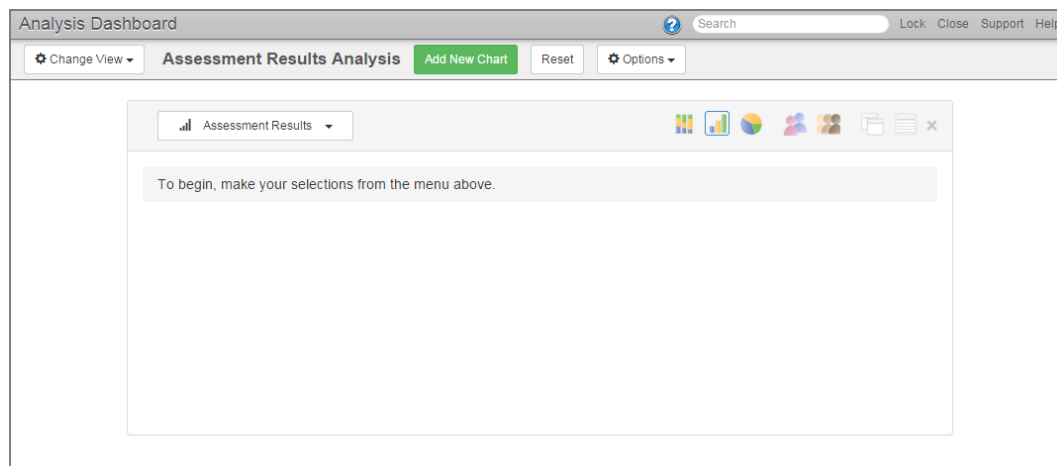 Analysis Dashboard
Search
Lock Close Support Help
Change View
Assessment Results Analysis
Add New Chart
Reset
Options
Assessment Results
To begin, make your selections from the menu above.